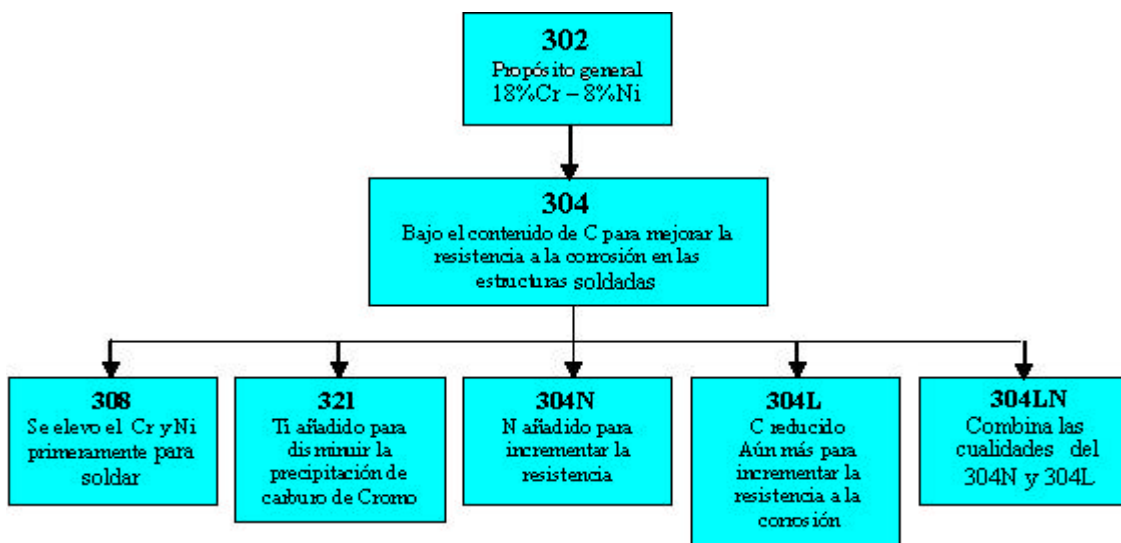 302
Propósito general
18%Cr – 8%Ni
304
Bajo el contenido de C para mejorar la
resistencia a la corrosión en las
estructuras soldadas
308
Se elevo el Cr y Ni
primeramente para
soldar
321
Ti añadido para
disminuir la
precipitación de
carburo de Cromo
304N
N añadido para
incrementar la
resistencia
304L
C reducido
Aún más para
incrementar la
resistencia a la
corrosión
304LN
Combina las
cualidades del
304N y 304L